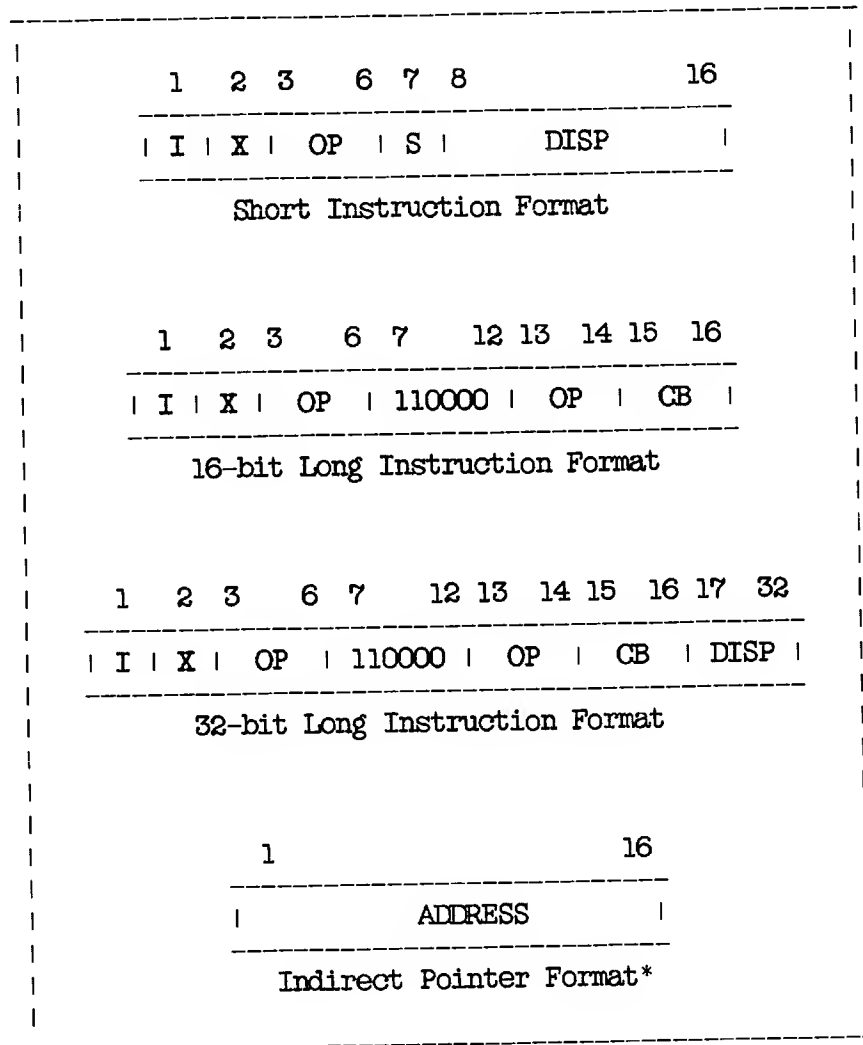 1 2 3 6 7 8 16
| I | X | OP | S | DISP |
Short Instruction Format
1 2 3 6 7 12 13 14 15 16
| I | X | OP | 110000 | OP | CB |
16-bit Long Instruction Format
1 2 3 6 7 12 13 14 15 16 17 32
| I | X | OP | 110000 | OP | CB | DISP |
32-bit Long Instruction Format
1 16
| ADDRESS |
Indirect Pointer Format*